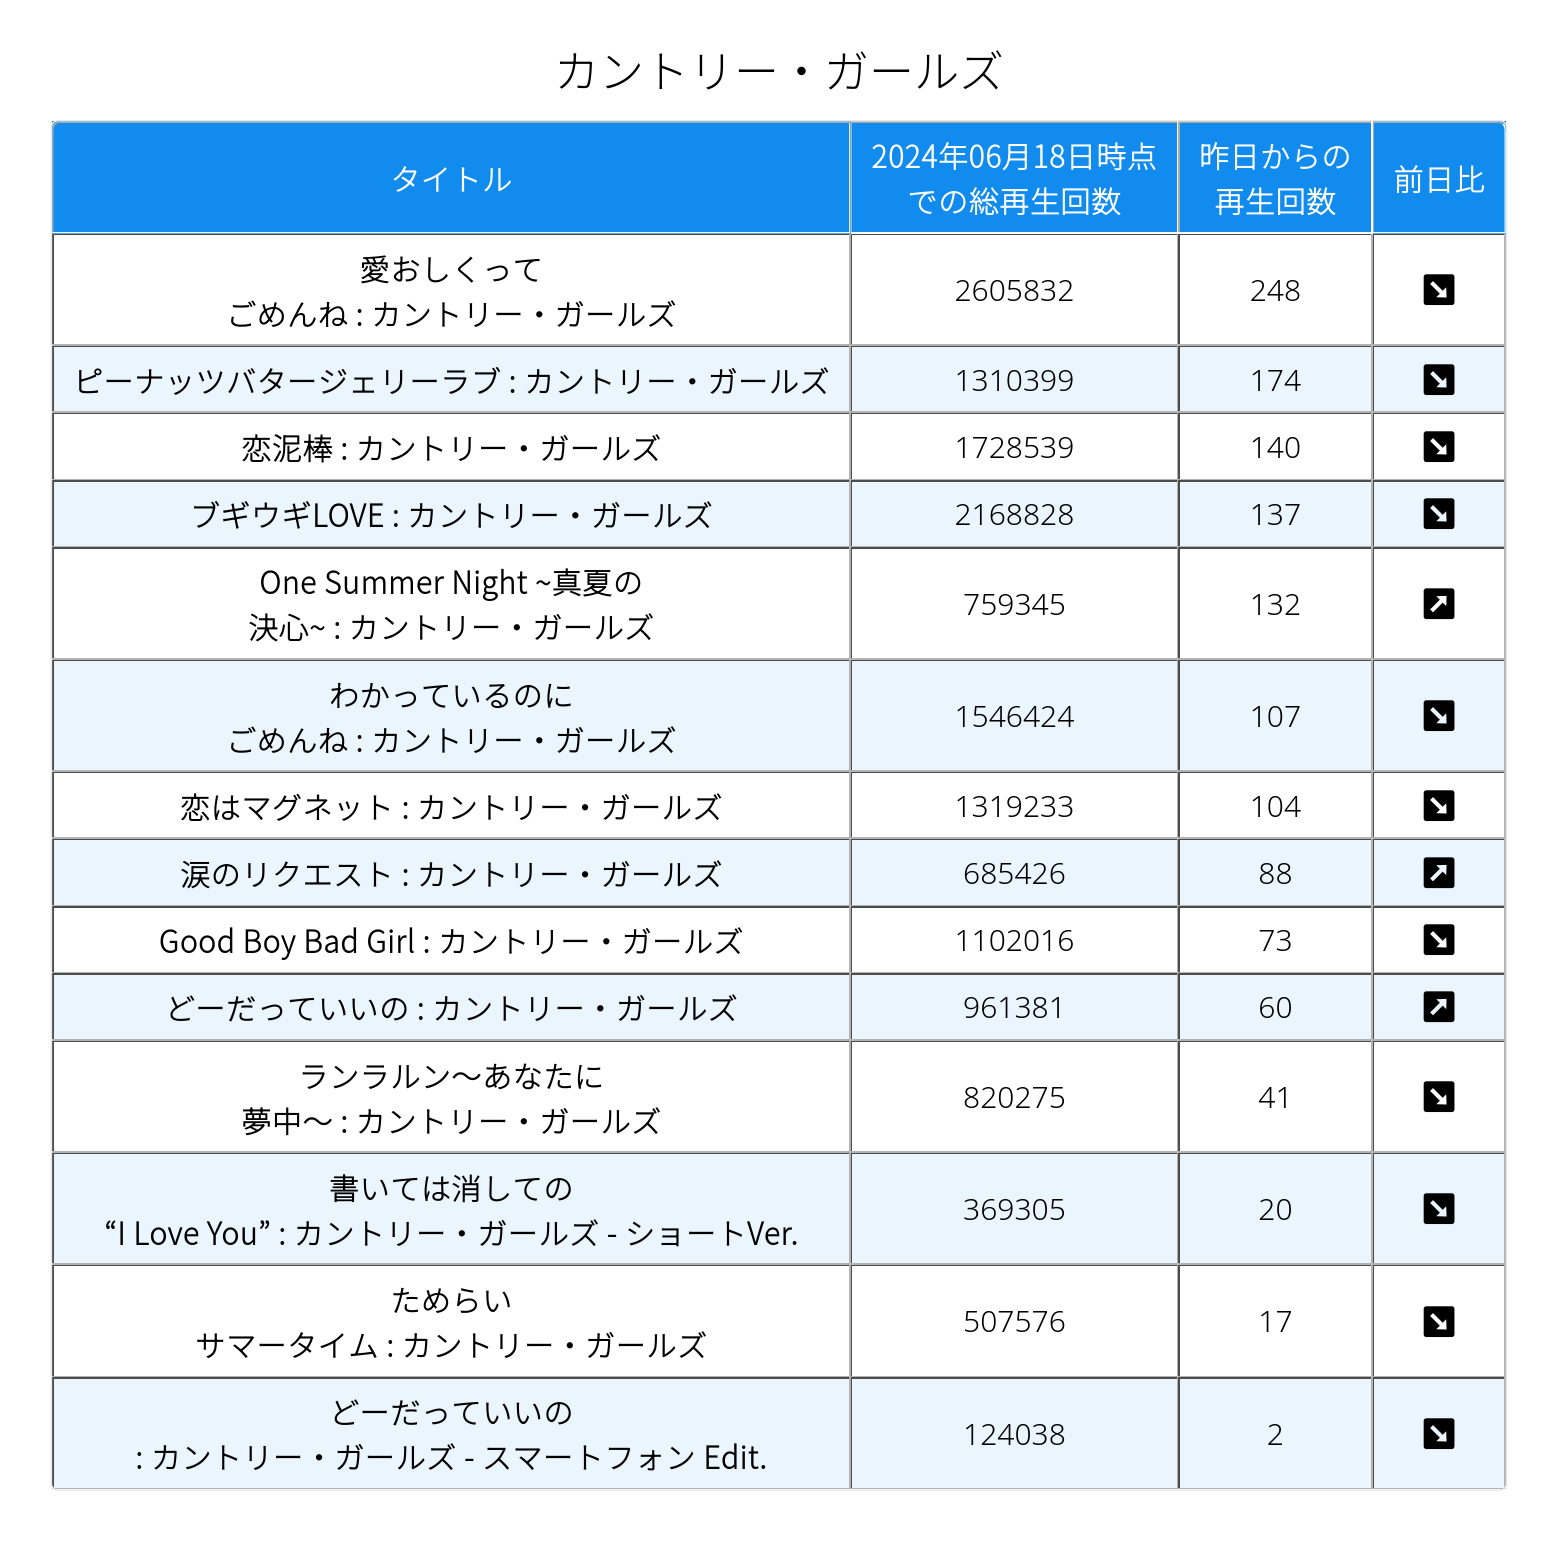 カントリー・ガールズ
タイトル
2024年06月18日時点
での総再生回数
昨日からの
再生回数
前日比
愛おしくって
ごめんね : カントリー・ガールズ
2605832
248
ピーナッツバタージェリーラブ : カントリー・ガールズ
1310399
174
恋泥棒 : カントリー・ガールズ
1728539
140
ブギウギLOVE : カントリー・ガールズ
2168828
137
One Summer Night ~真夏の
決心~ : カントリー・ガールズ
759345
132
わかっているのに
ごめんね : カントリー・ガールズ
1546424
107
恋はマグネット : カントリー・ガールズ
1319233
104
涙のリクエスト : カントリー・ガールズ
685426
88
Good Boy Bad Girl : カントリー・ガールズ
1102016
73
どーだっていいの : カントリー・ガールズ
961381
60
ランラルン〜あなたに
夢中〜 : カントリー・ガールズ
820275
41
書いては消しての
“I Love You” : カントリー・ガールズ - ショートVer.
369305
20
ためらい
サマータイム : カントリー・ガールズ
507576
17
どーだっていいの
: カントリー・ガールズ - スマートフォン Edit.
124038
2